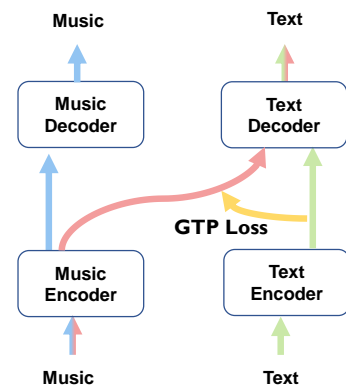 Music
Text
Music
Decoder
Text
Decoder
GTP Loss
Music
Encoder
Text
Encoder
Music
Text